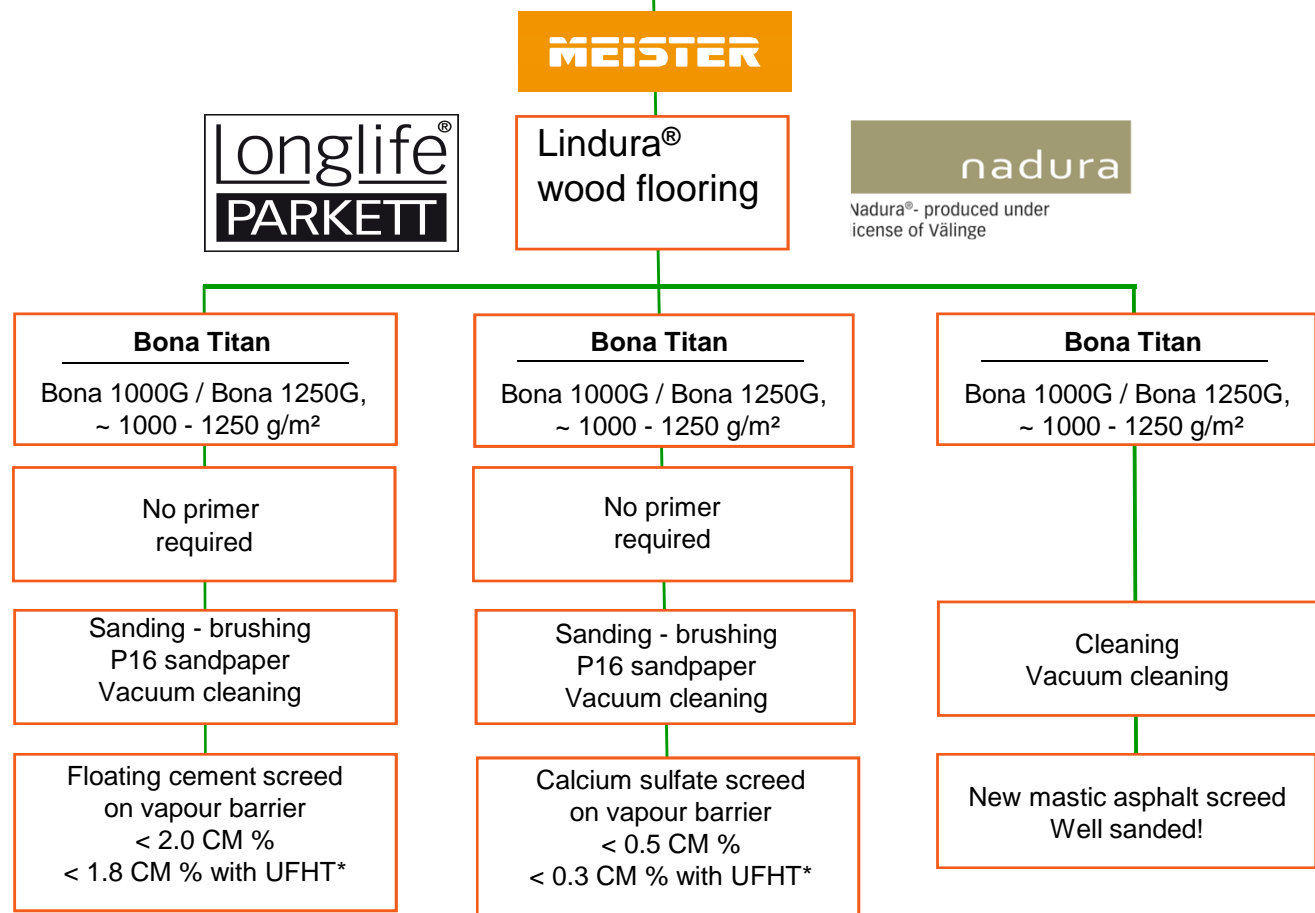 MEISTER
Longlife®
PARKETT
Lindura®
wood flooring
nadura
Nadura®- produced under
icense of Välinge
Bona Titan
Bona 1000G / Bona 1250G,
~ 1000 - 1250 g/m²
No primer
required
Sanding - brushing
P16 sandpaper
Vacuum cleaning
Floating cement screed
on vapour barrier
< 2.0 CM %
< 1.8 CM % with UFHT*
Bona Titan
Bona 1000G / Bona 1250G,
~ 1000 - 1250 g/m²
No primer
required
Sanding - brushing
P16 sandpaper
Vacuum cleaning
Calcium sulfate screed
on vapour barrier
< 0.5 CM %
< 0.3 CM % with UFHT*
Bona Titan
Bona 1000G / Bona 1250G,
~ 1000 - 1250 g/m²
Cleaning
Vacuum cleaning
New mastic asphalt screed
Well sanded!